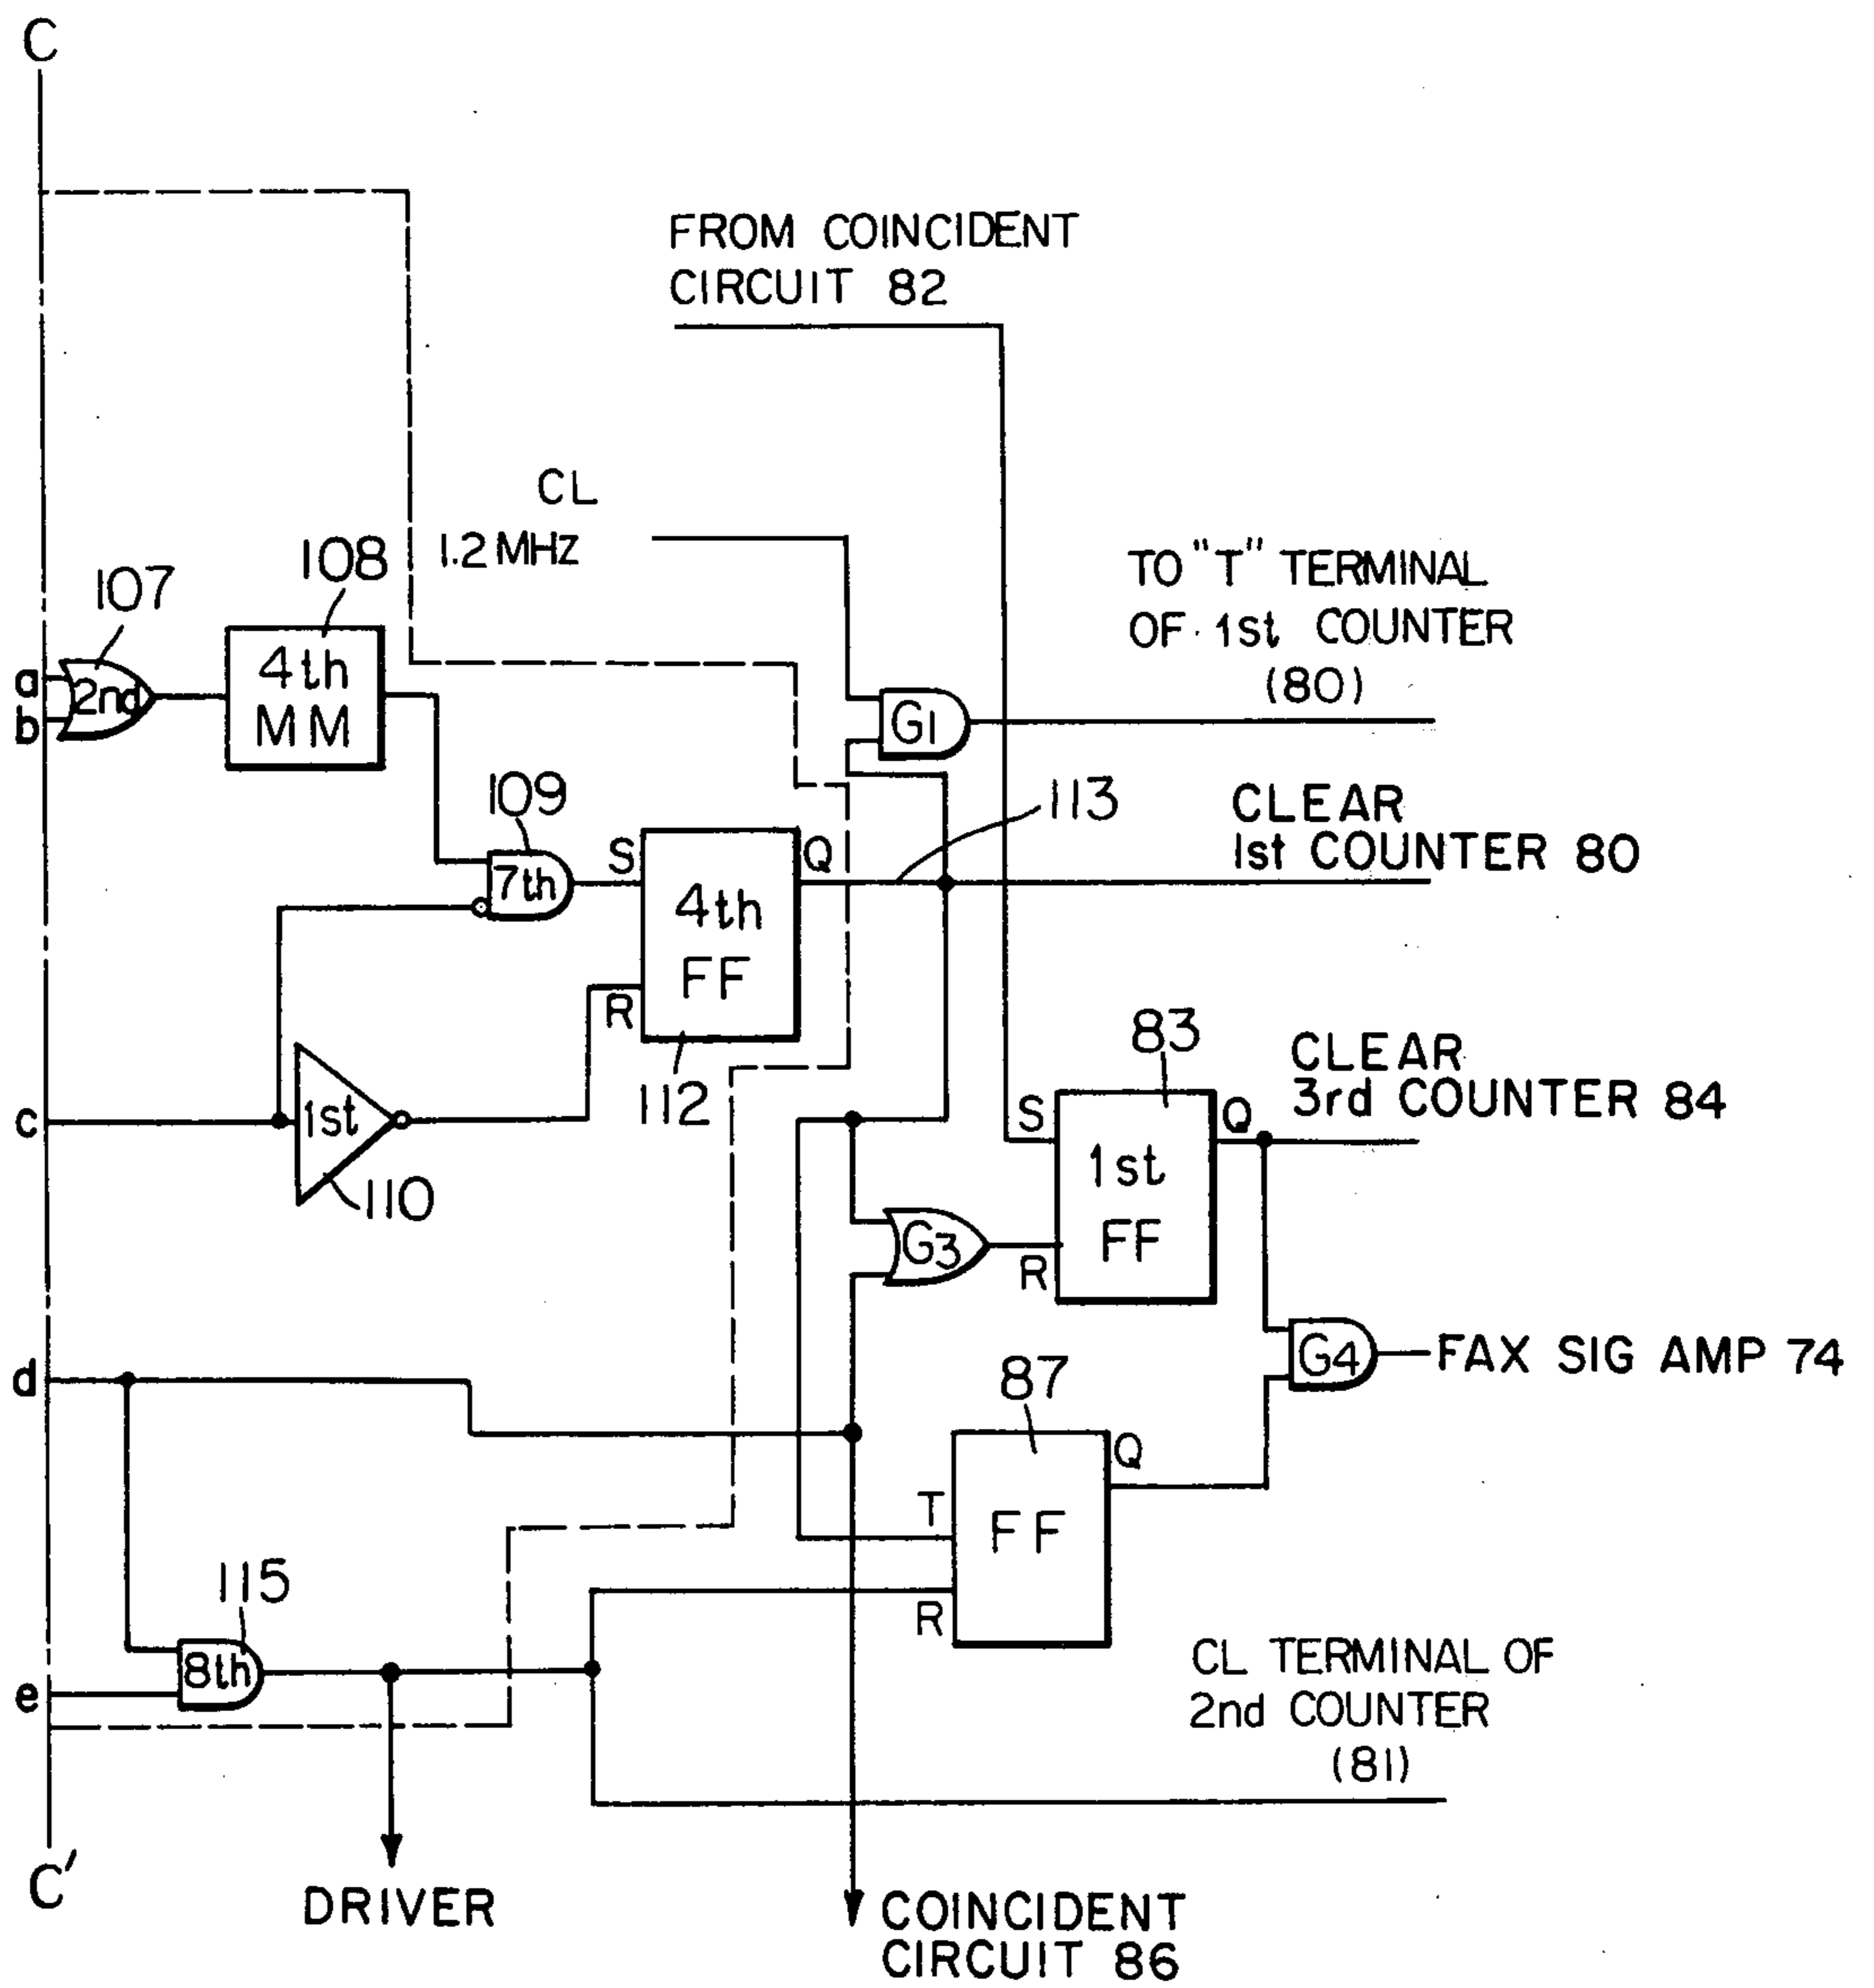 C
FROM COINCIDENT
CIRCUIT 82
CL
1.2 MHZ
108
107
TO "T" TERMINAL
OF 1st COUNTER
(80)
a
b
2nd
4th
MM
G1
109
113
CLEAR
1st COUNTER 80
7th
S
Q
4th
FF
R
112
c
1st
110
83
CLEAR
3rd COUNTER 84
S
Q
1st
FF
R
G3
G4
FAX SIG AMP 74
d
87
Q
T
FF
R
115
8th
e
CL TERMINAL OF
2nd COUNTER
(81)
C'
DRIVER
COINCIDENT
CIRCUIT 86